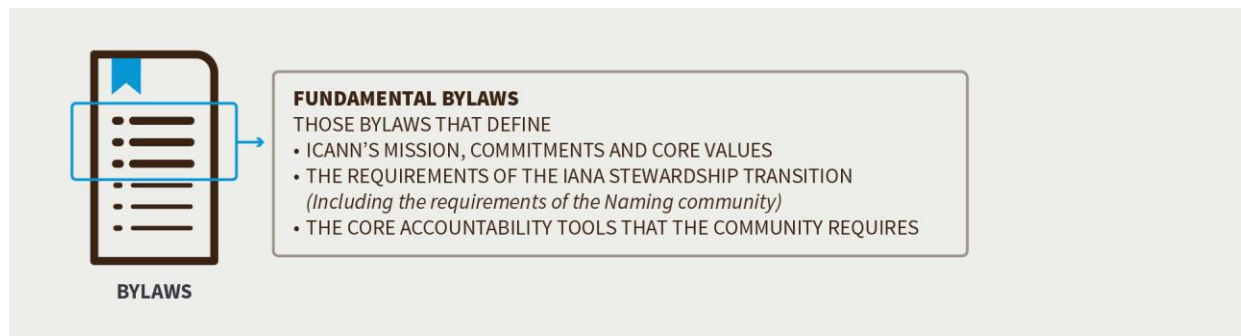 FUNDAMENTAL BYLAWS
THOSE BYLAWS THAT DEFINE
• ICANN’S MISSION, COMMITMENTS AND CORE VALUES
• THE REQUIREMENTS OF THE IANA STEWARDSHIP TRANSITION
(Including the requirements of the Naming community)
• THE CORE ACCOUNTABILITY TOOLS THAT THE COMMUNITY REQUIRES
BYLAWS